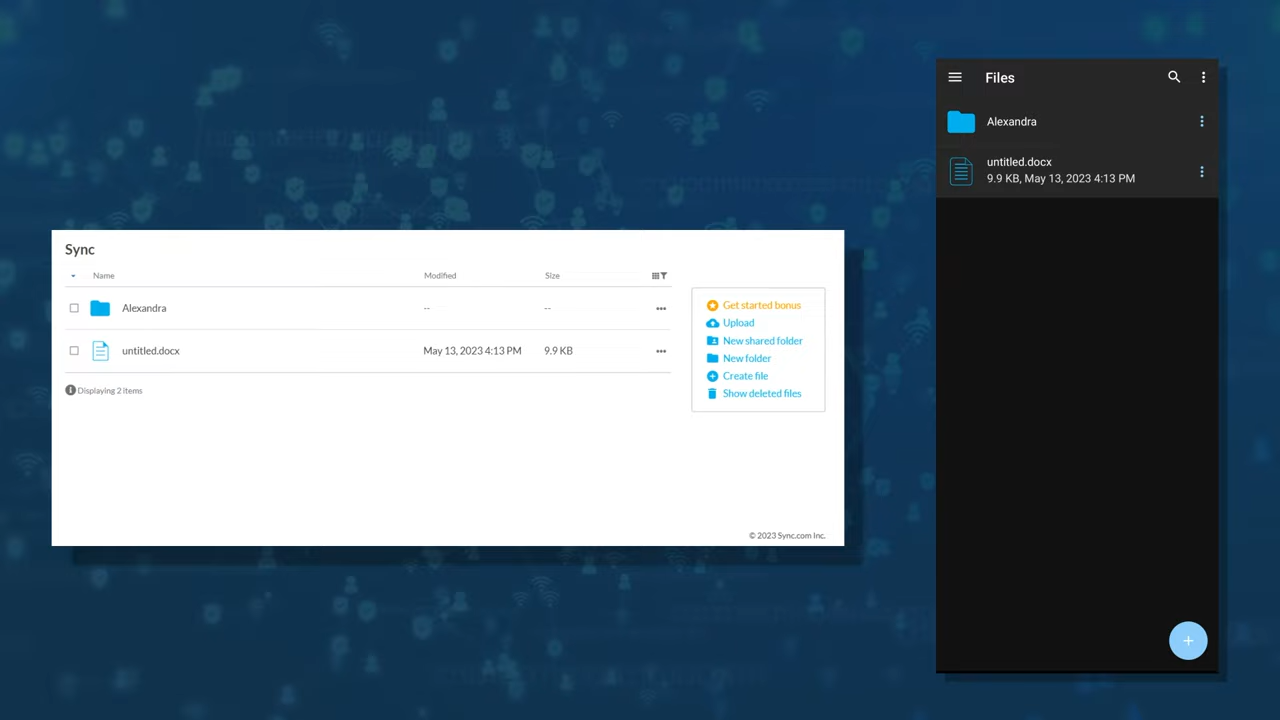 Sync
Name Modified Size
Alexandra -- --
untitled.docx May 13, 2023 4:13 PM 9.9 KB
Displaying 2 items
Get started bonus
Upload
New shared folder
New folder
Create file
Show deleted files
© 2023 Sync.com Inc.
Files
Alexandra
untitled.docx
9.9 KB, May 13, 2023 4:13 PM